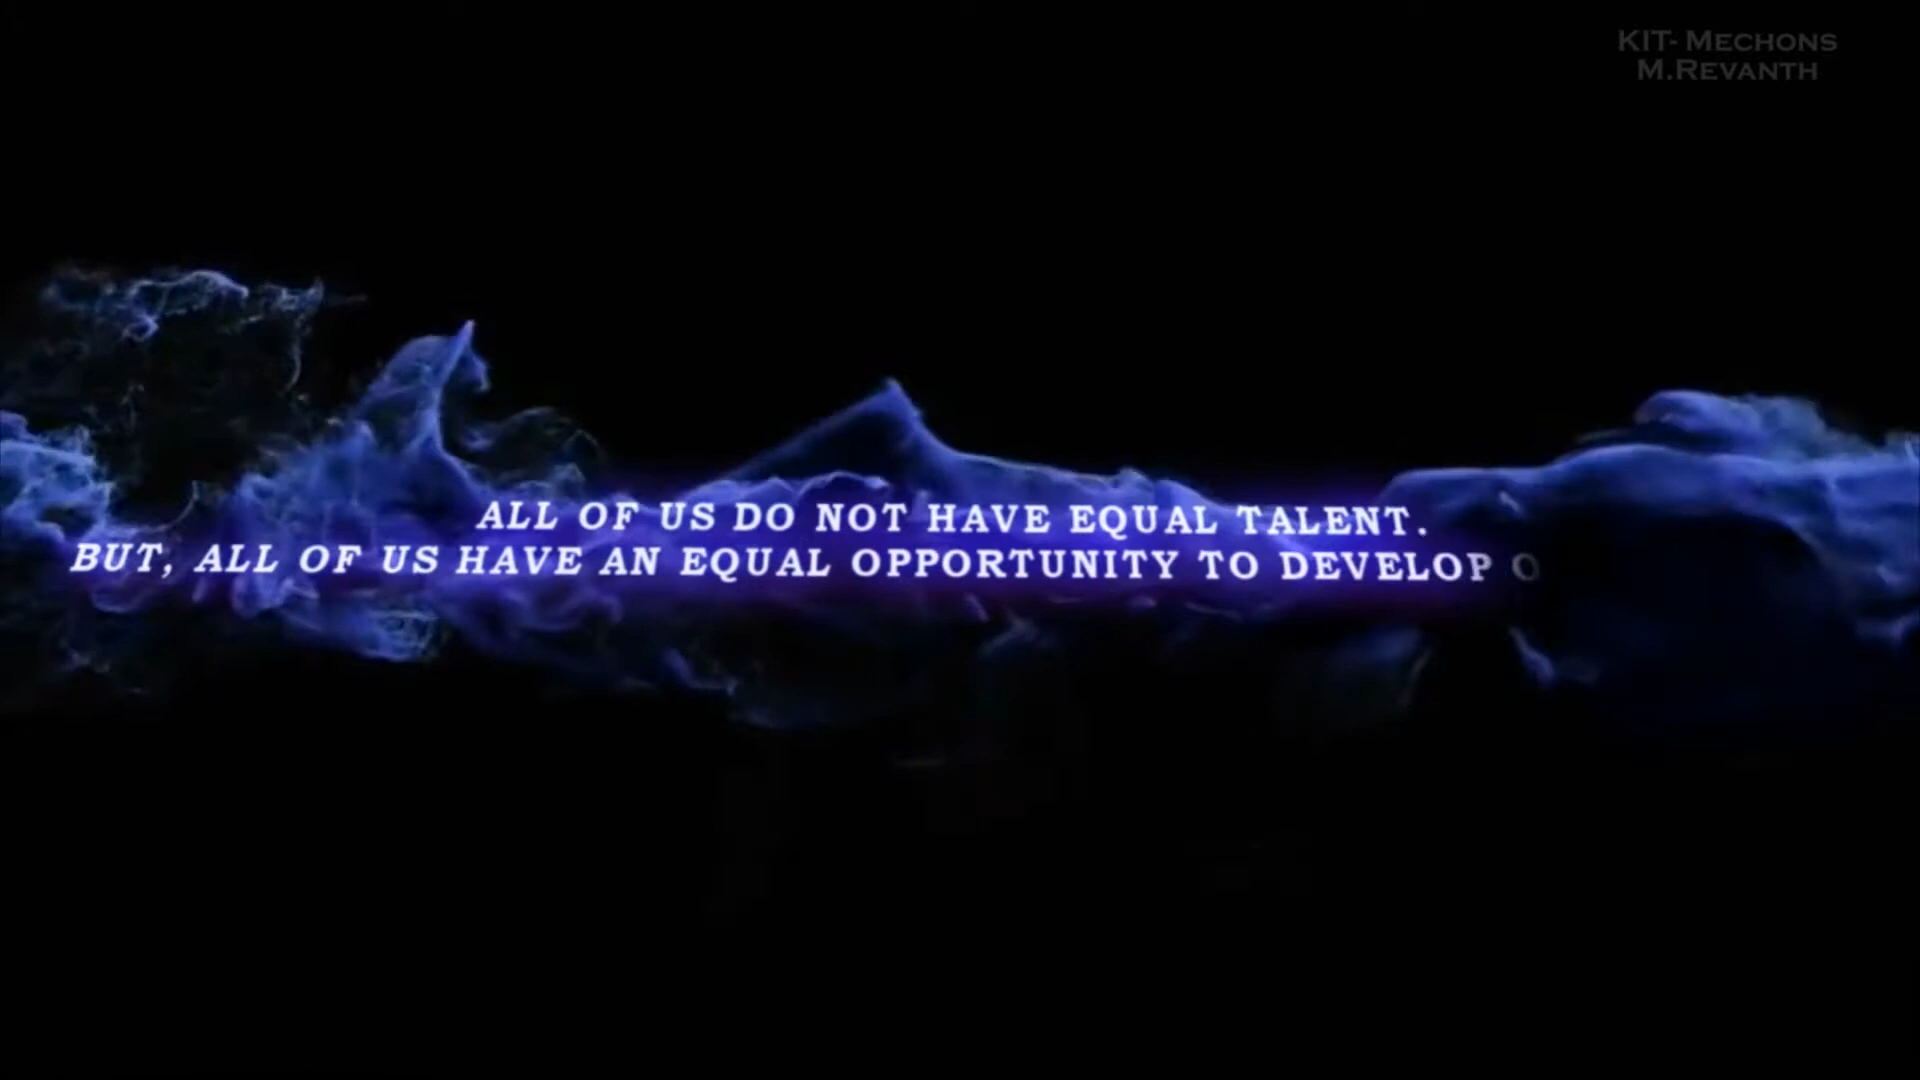 KIT- MECHONS
M.REVANTH
ALL OF US DO NOT HAVE EQUAL TALENT.
BUT, ALL OF US HAVE AN EQUAL OPPORTUNITY TO DEVELOP O